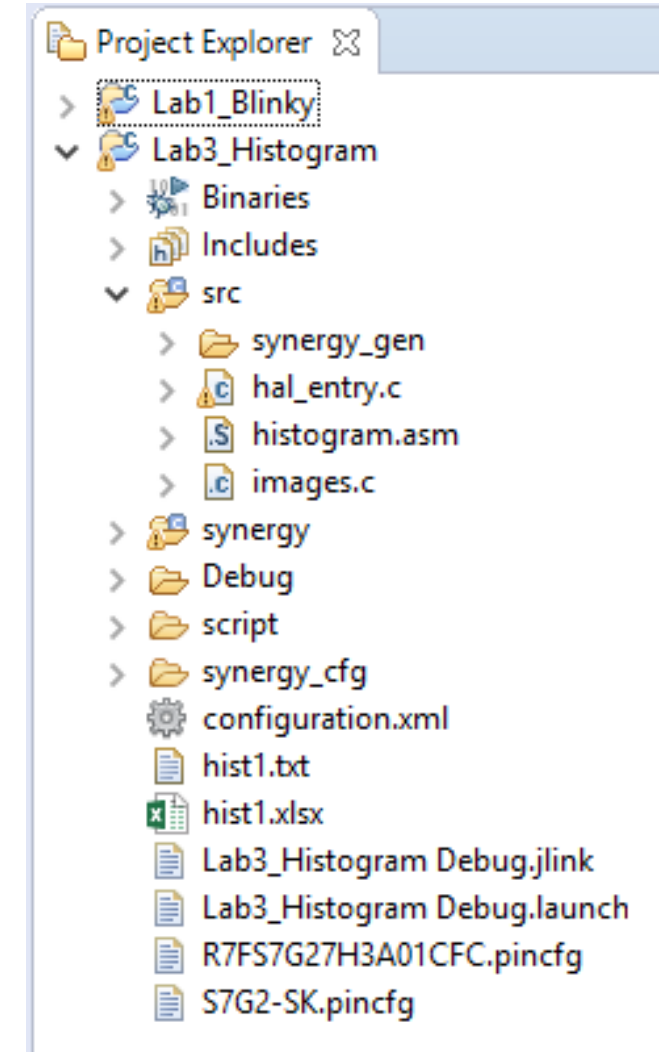 Project Explorer
Lab1_Blinky
Lab3_Histogram
Binaries
Includes
src
synergy_gen
hal_entry.c
histogram.asm
images.c
synergy
Debug
script
synergy_cfg
configuration.xml
hist1.txt
hist1.xlsx
Lab3_Histogram Debug.jlink
Lab3_Histogram Debug.launch
R7FS7G27H3A01CFC.pincfg
S7G2-SK.pincfg